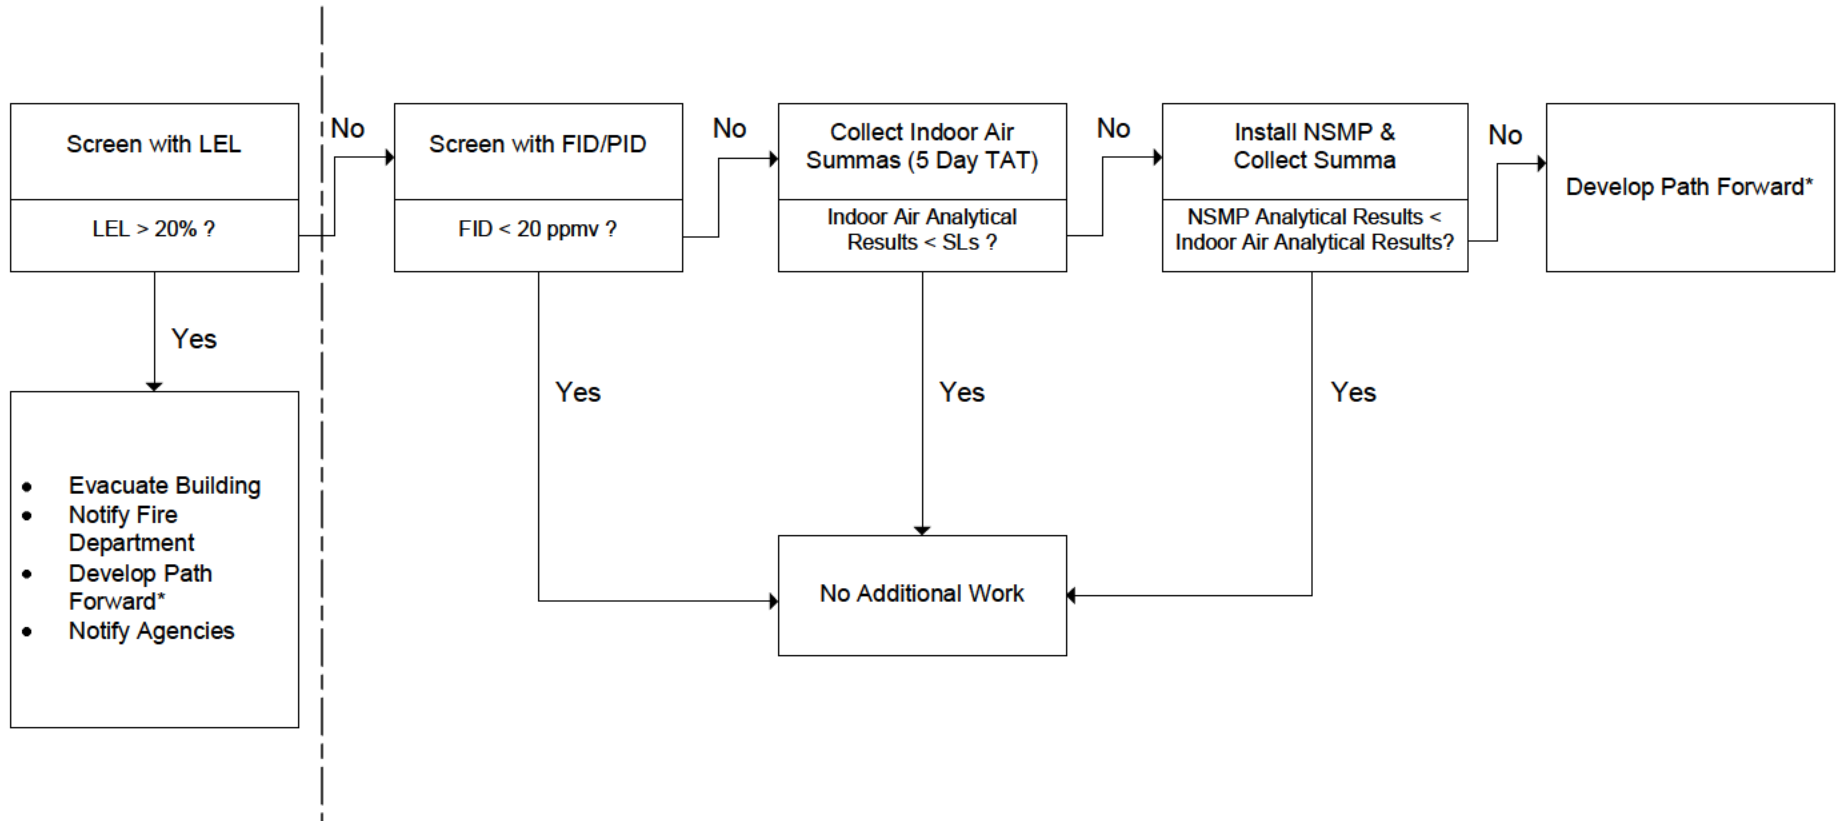 Screen with LEL
LEL > 20% ?
No
Screen with FID/PID
FID < 20 ppmv ?
No
Collect Indoor Air
Summas (5 Day TAT)
Indoor Air Analytical
Results < SLs ?
No
Install NSMP &
Collect Summa
NSMP Analytical Results <
Indoor Air Analytical Results?
No
Develop Path Forward*
Yes
Yes
Yes
Yes
• Evacuate Building
• Notify Fire
Department
• Develop Path
Forward*
• Notify Agencies
No Additional Work